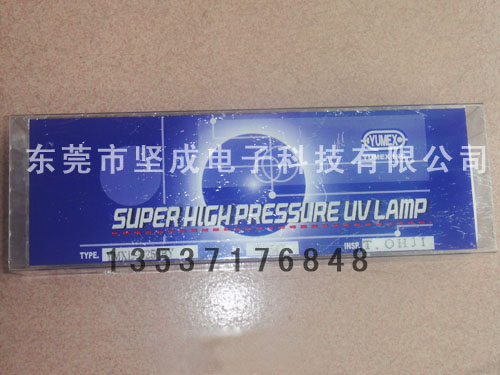 YUMEX
东莞市坚成电子科技有限公司
SUPER HIGH PRESSURE UV LAMP
TYPE.
INSP. T.OHJI
13537176848